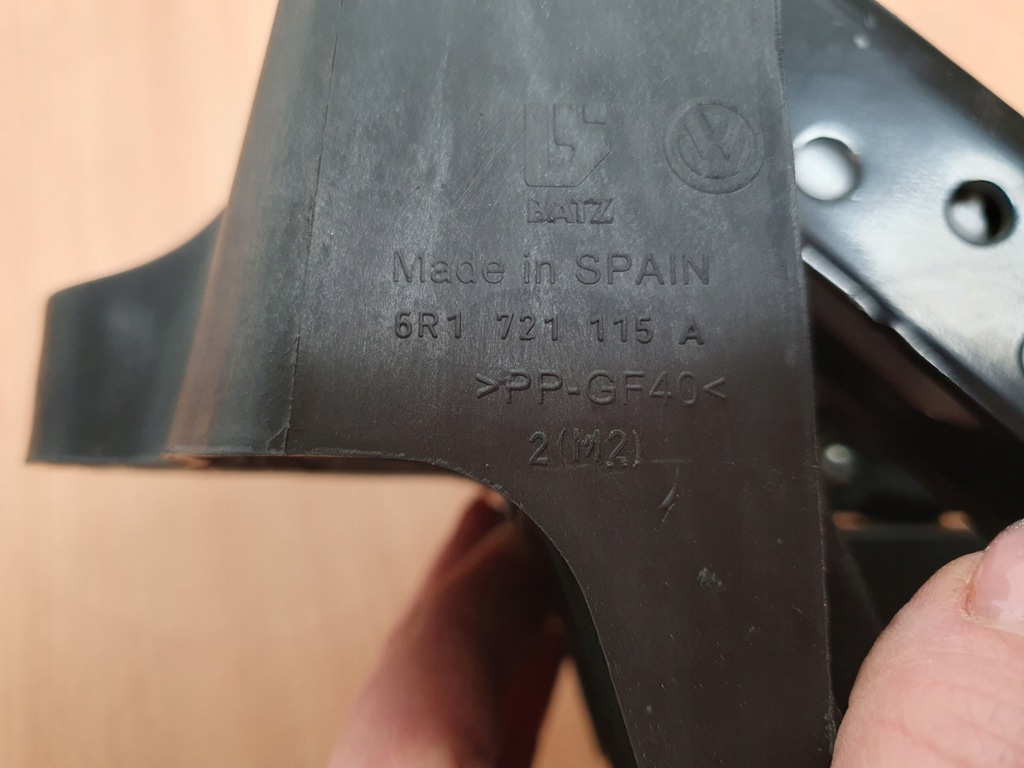 BATZ
Made in SPAIN
6R1 721 115 A
>PP-GF40<
2(M2)